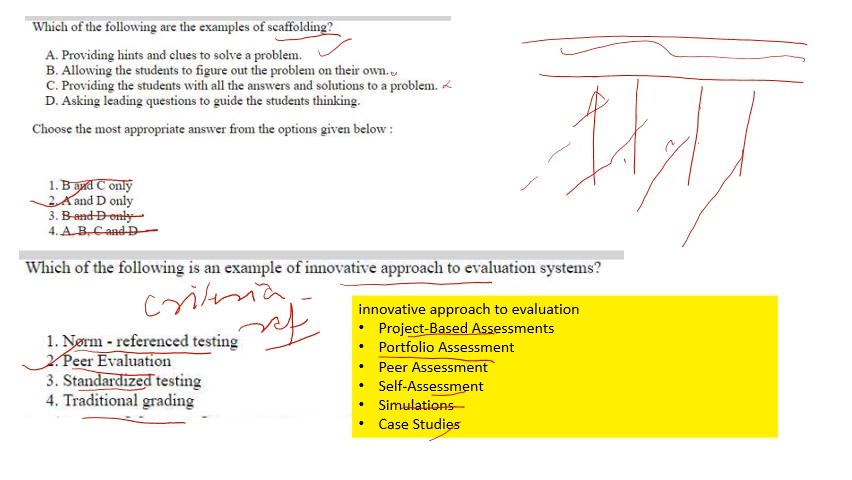 Which of the following are the examples of scaffolding?
A. Providing hints and clues to solve a problem.
B. Allowing the students to figure out the problem on their own.
C. Providing the students with all the answers and solutions to a problem.
D. Asking leading questions to guide the students thinking.
Choose the most appropriate answer from the options given below :
1. B and C only
2. A and D only
3. B and D only
4. A, B, C and D
Which of the following is an example of innovative approach to evaluation systems?
criteria
ref
1. Norm - referenced testing
2. Peer Evaluation
3. Standardized testing
4. Traditional grading
innovative approach to evaluation
• Project-Based Assessments
• Portfolio Assessment
• Peer Assessment
• Self-Assessment
• Simulations
• Case Studies